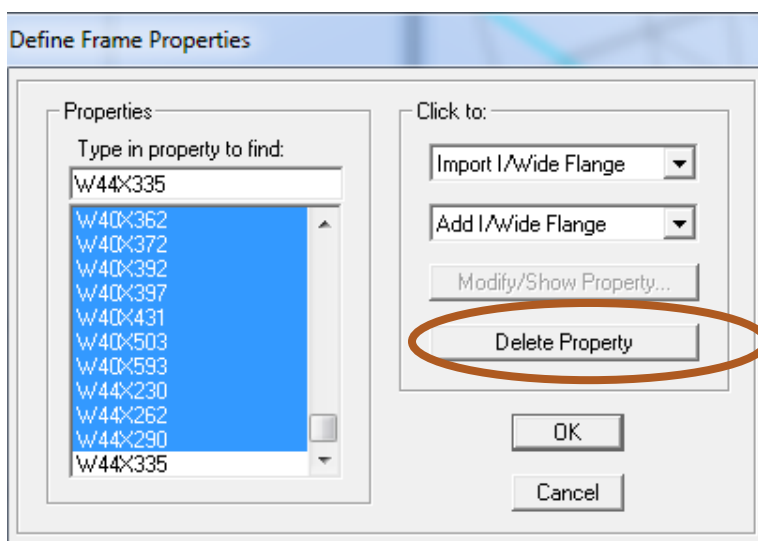 Define Frame Properties
Properties
Type in property to find:
W44X335
W40X362
W40X372
W40X392
W40X397
W40X431
W40X503
W40X593
W44X230
W44X262
W44X290
W44X335
Click to:
Import I/Wide Flange
Add I/Wide Flange
Modify/Show Property...
Delete Property
OK
Cancel